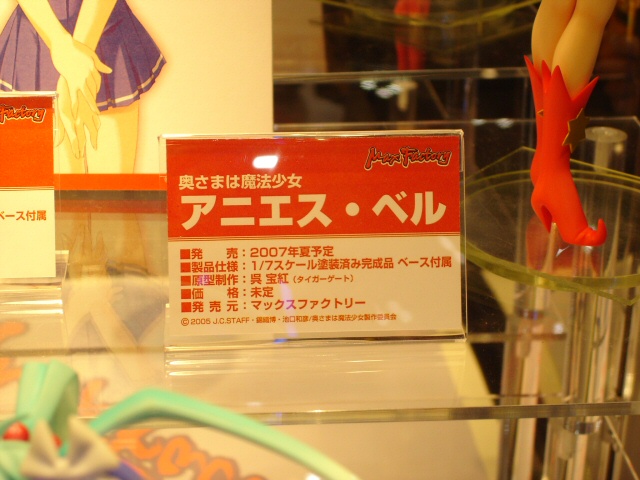 Max Factory
奥さまは魔法少女
アニエス・ベル
■発　売：2007年夏予定
■製品仕様：1/7スケール塗装済み完成品 ベース付属
■原型制作：呉 宝紅（タイガーゲート）
■価　格：未定
■発 売 元：マックスファクトリー
©2005 J.C.STAFF・錦織博・池口和彦/奥さまは魔法少女製作委員会
Factory
ベース付属